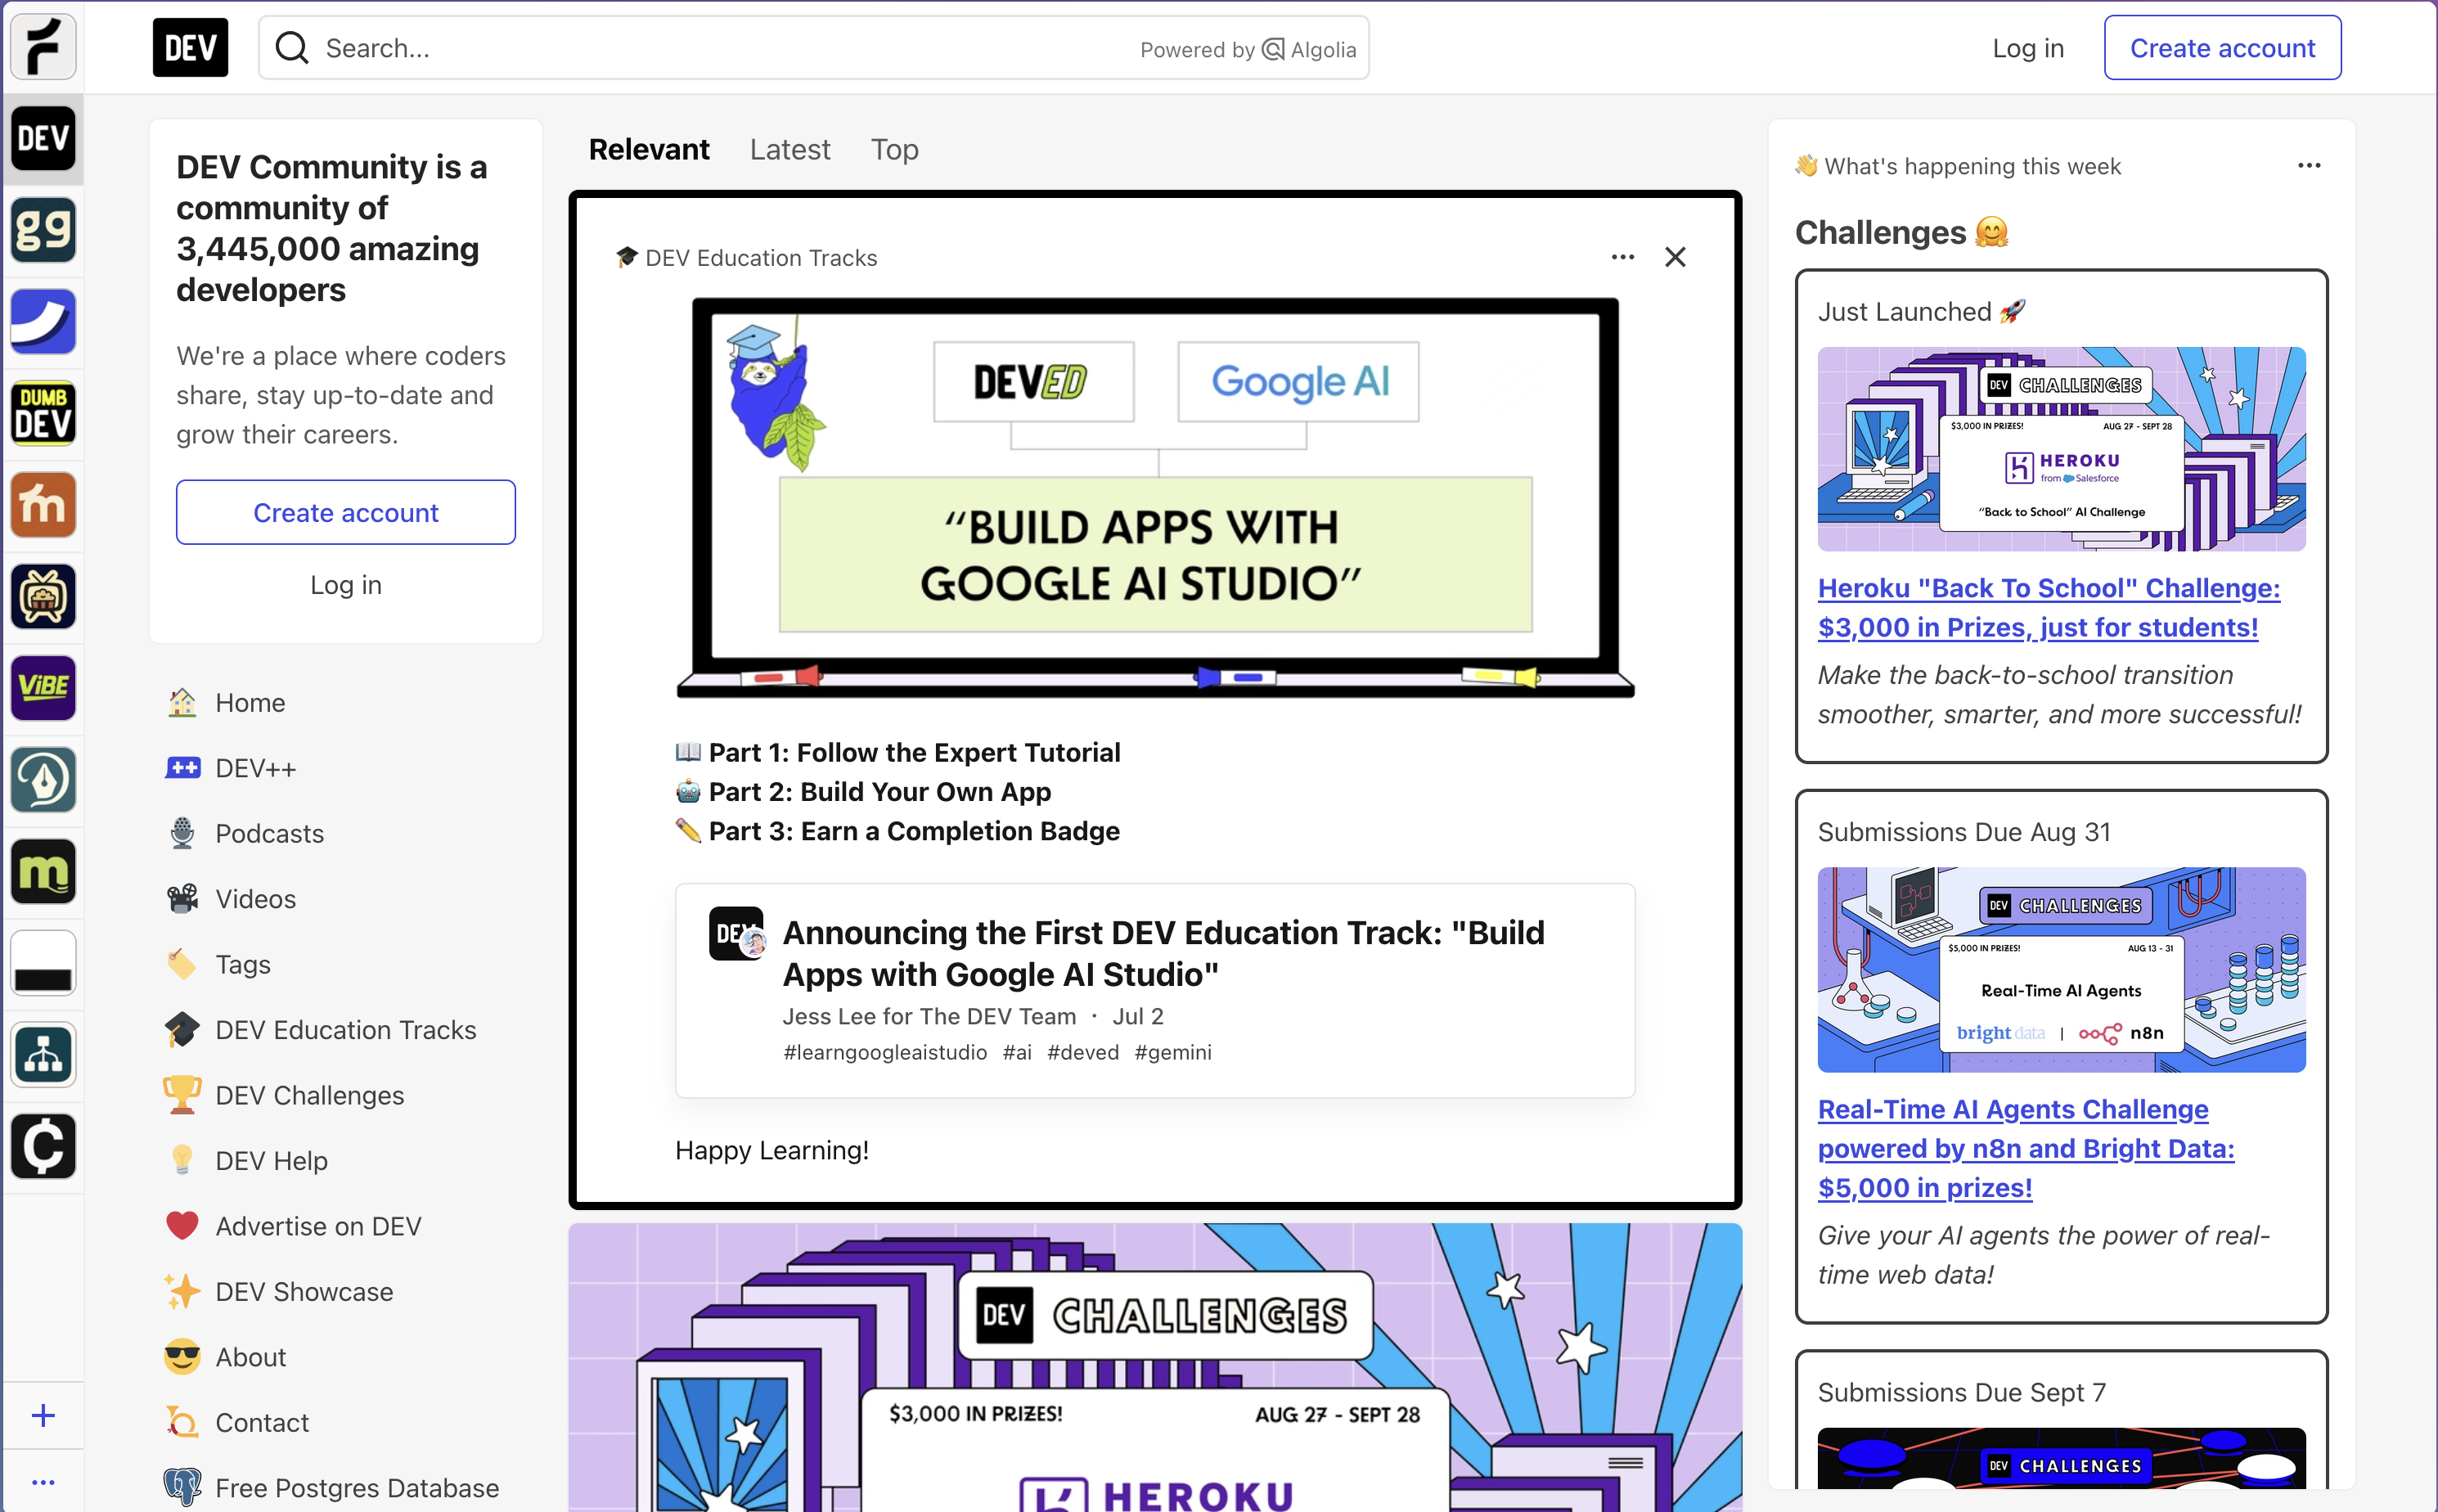 DEV
Search...
Powered by Algolia
Log in
Create account
DEV
gg
DUMB
DEV
m
ViBE
m
DEV Community is a
community of
3,445,000 amazing
developers
We're a place where coders
share, stay up-to-date and
grow their careers.
Create account
Log in
Home
DEV++
Podcasts
Videos
Tags
DEV Education Tracks
DEV Challenges
DEV Help
Advertise on DEV
DEV Showcase
About
Contact
Free Postgres Database
Relevant
Latest
Top
DEV Education Tracks
DEVED
Google AI
“BUILD APPS WITH
GOOGLE AI STUDIO”
Part 1: Follow the Expert Tutorial
Part 2: Build Your Own App
Part 3: Earn a Completion Badge
DEV
Announcing the First DEV Education Track: "Build
Apps with Google AI Studio"
Jess Lee for The DEV Team · Jul 2
#learngoogleaistudio #ai #deved #gemini
Happy Learning!
DEV CHALLENGES
$3,000 IN PRIZES!
AUG 27 - SEPT 28
HEROKU
What's happening this week
Challenges
Just Launched
DEV CHALLENGES
$3,000 IN PRIZES!
AUG 27 - SEPT 28
HEROKU
from Salesforce
“Back to School” AI Challenge
Heroku "Back To School" Challenge:
$3,000 in Prizes, just for students!
Make the back-to-school transition
smoother, smarter, and more successful!
Submissions Due Aug 31
DEV CHALLENGES
$5,000 IN PRIZES!
AUG 13 - 31
Real-Time AI Agents
bright data | n8n
Real-Time AI Agents Challenge
powered by n8n and Bright Data:
$5,000 in prizes!
Give your AI agents the power of real-
time web data!
Submissions Due Sept 7
DEV CHALLENGES